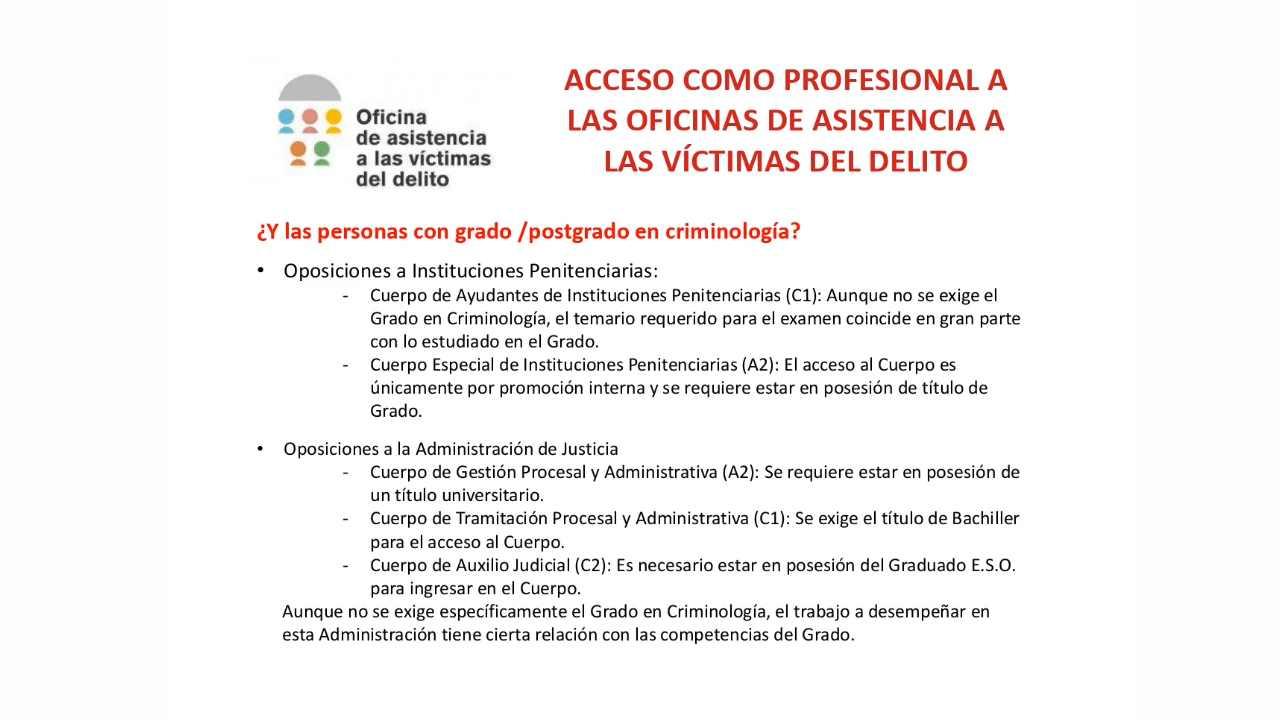 Oficina
de asistencia
a las víctimas
del delito
ACCESO COMO PROFESIONAL A
LAS OFICINAS DE ASISTENCIA A
LAS VÍCTIMAS DEL DELITO
¿Y las personas con grado /postgrado en criminología?
• Oposiciones a Instituciones Penitenciarias:
- Cuerpo de Ayudantes de Instituciones Penitenciarias (C1): Aunque no se exige el
Grado en Criminología, el temario requerido para el examen coincide en gran parte
con lo estudiado en el Grado.
- Cuerpo Especial de Instituciones Penitenciarias (A2): El acceso al Cuerpo es
únicamente por promoción interna y se requiere estar en posesión de título de
Grado.
• Oposiciones a la Administración de Justicia
- Cuerpo de Gestión Procesal y Administrativa (A2): Se requiere estar en posesión de
un título universitario.
- Cuerpo de Tramitación Procesal y Administrativa (C1): Se exige el título de Bachiller
para el acceso al Cuerpo.
- Cuerpo de Auxilio Judicial (C2): Es necesario estar en posesión del Graduado E.S.O.
para ingresar en el Cuerpo.
Aunque no se exige específicamente el Grado en Criminología, el trabajo a desempeñar en
esta Administración tiene cierta relación con las competencias del Grado.